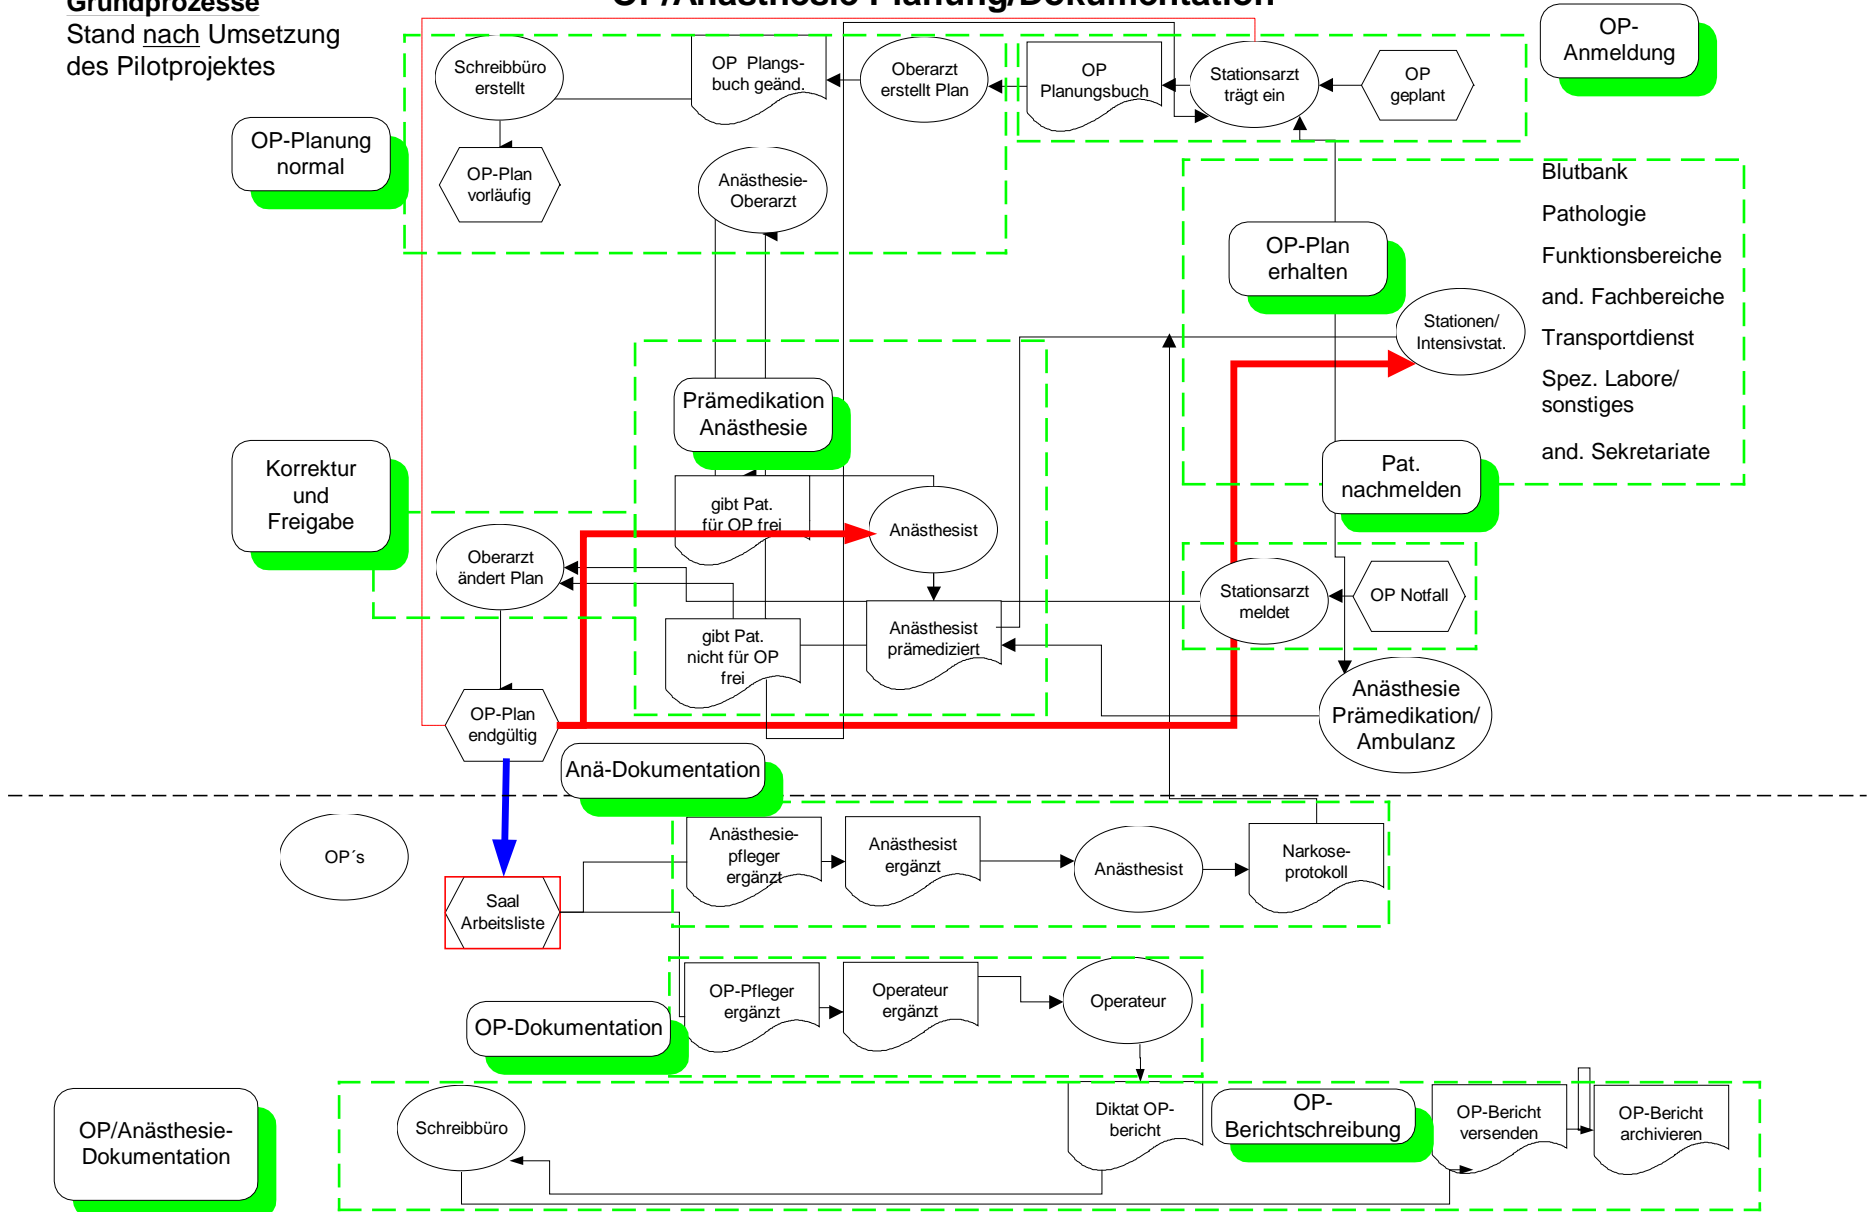 Grundprozesse
Stand nach Umsetzung
des Pilotprojektes
OP/Anästhesie Planung/Dokumentation
OP-
Anmeldung
Schreibbüro
erstellt
OP Plangs-
buch geänd.
Oberarzt
erstellt Plan
OP
Planungsbuch
Stationsarzt
trägt ein
OP
geplant
OP-Planung
normal
OP-Plan
vorläufig
Anästhesie-
Oberarzt
Blutbank
Pathologie
Funktionsbereiche
and. Fachbereiche
Transportdienst
Spez. Labore/
sonstiges
and. Sekretariate
OP-Plan
erhalten
Stationen/
Intensivstat.
Prämedikation
Anästhesie
Korrektur
und
Freigabe
Pat.
nachmelden
gibt Pat.
für OP frei
Anästhesist
Oberarzt
ändert Plan
Stationsarzt
meldet
OP Notfall
gibt Pat.
nicht für OP
frei
Anästhesist
prämediziert
OP-Plan
endgültig
Anästhesie
Prämedikation/
Ambulanz
Anä-Dokumentation
OP´s
Saal
Arbeitsliste
Anästhesie-
pfleger
ergänzt
Anästhesist
ergänzt
Anästhesist
Narkose-
protokoll
OP-Dokumentation
OP-Pfleger
ergänzt
Operateur
ergänzt
Operateur
OP/Anästhesie-
Dokumentation
Schreibbüro
Diktat OP-
bericht
OP-
Berichtschreibung
OP-Bericht
versenden
OP-Bericht
archivieren